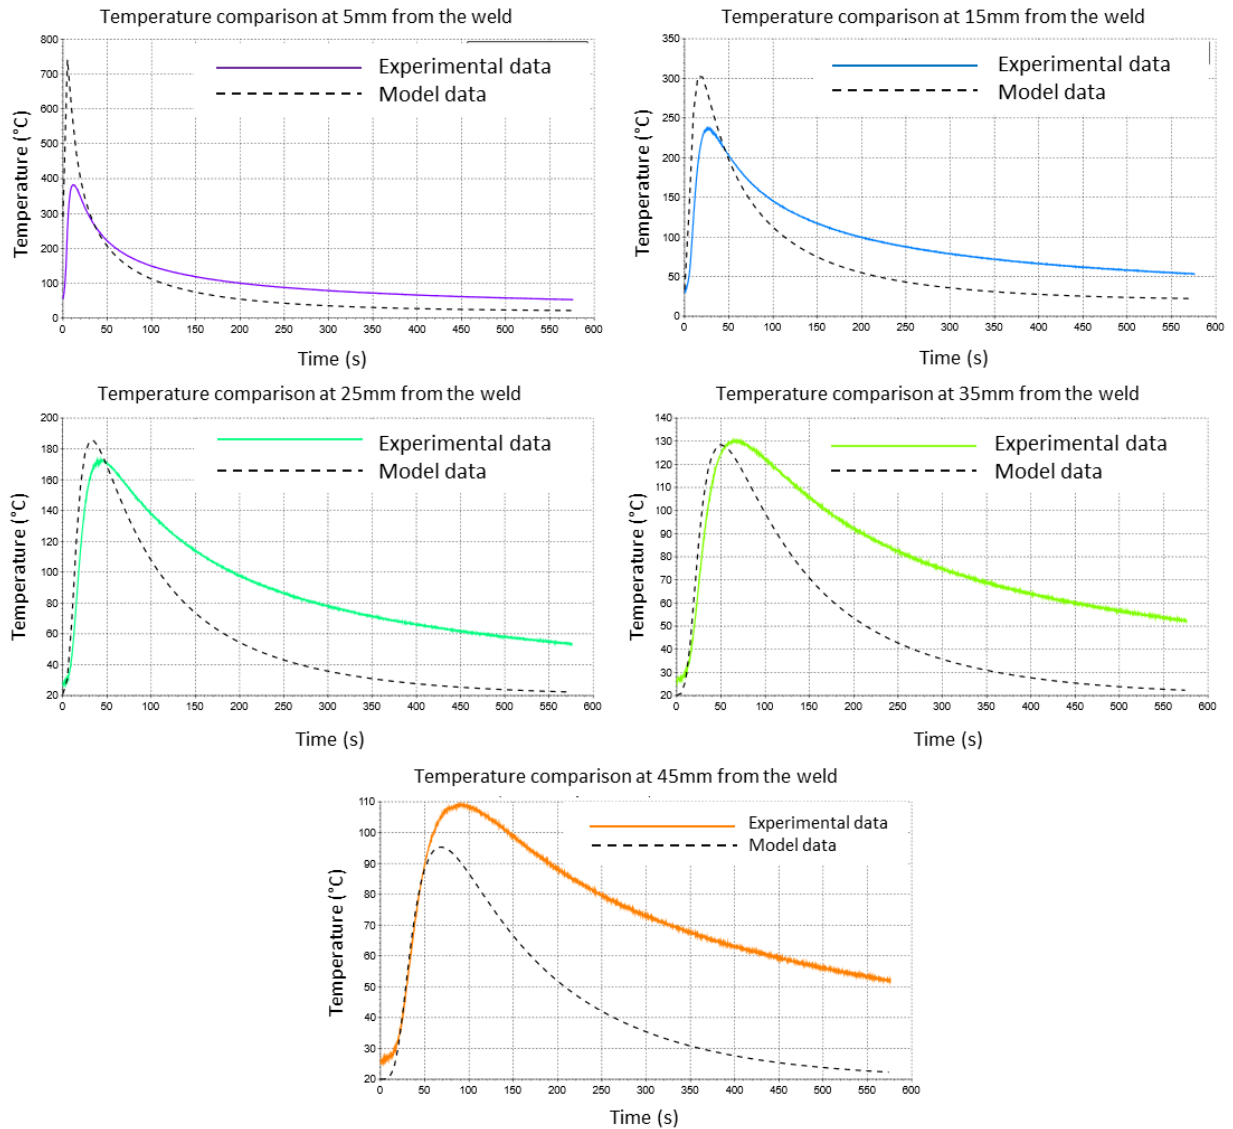 Temperature comparison at 5mm from the weld
800
700
600
500
400
300
200
100
0
Temperature (°C)
Experimental data
Model data
0 50 100 150 200 250 300 350 400 450 500 550 600
Time (s)
Temperature comparison at 15mm from the weld
350
300
250
200
150
100
50
0
Temperature (°C)
Experimental data
Model data
0 50 100 150 200 250 300 350 400 450 500 550 600
Time (s)
Temperature comparison at 25mm from the weld
200
180
160
140
120
100
80
60
40
20
Temperature (°C)
Experimental data
Model data
0 50 100 150 200 250 300 350 400 450 500 550 600
Time (s)
Temperature comparison at 35mm from the weld
140
130
120
110
100
90
80
70
60
50
40
30
20
Temperature (°C)
Experimental data
Model data
0 50 100 150 200 250 300 350 400 450 500 550 600
Time (s)
Temperature comparison at 45mm from the weld
110
100
90
80
70
60
50
40
30
20
Temperature (°C)
Experimental data
Model data
0 50 100 150 200 250 300 350 400 450 500 550 600
Time (s)